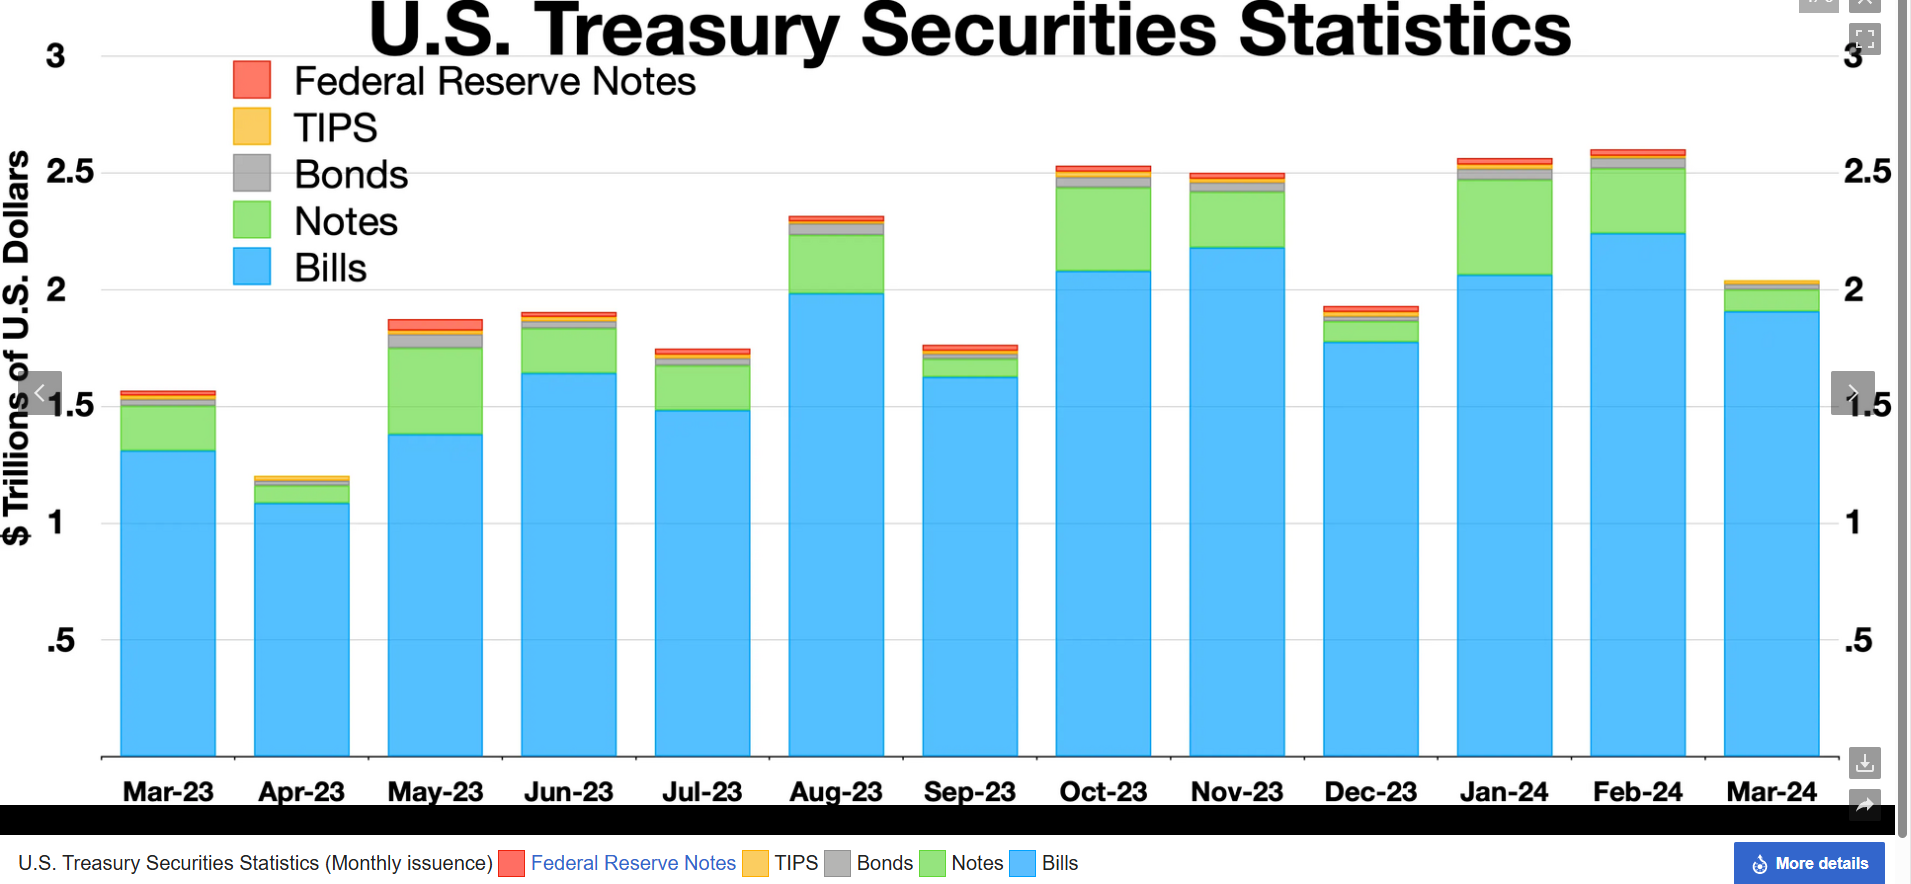 U.S. Treasury Securities Statistics
$ Trillions of U.S. Dollars
3
2.5
2
1.5
1
.5
Federal Reserve Notes
TIPS
Bonds
Notes
Bills
3
2.5
2
1.5
1
.5
Mar-23 Apr-23 May-23 Jun-23 Jul-23 Aug-23 Sep-23 Oct-23 Nov-23 Dec-23 Jan-24 Feb-24 Mar-24
U.S. Treasury Securities Statistics (Monthly issuence) Federal Reserve Notes TIPS Bonds Notes Bills
More details